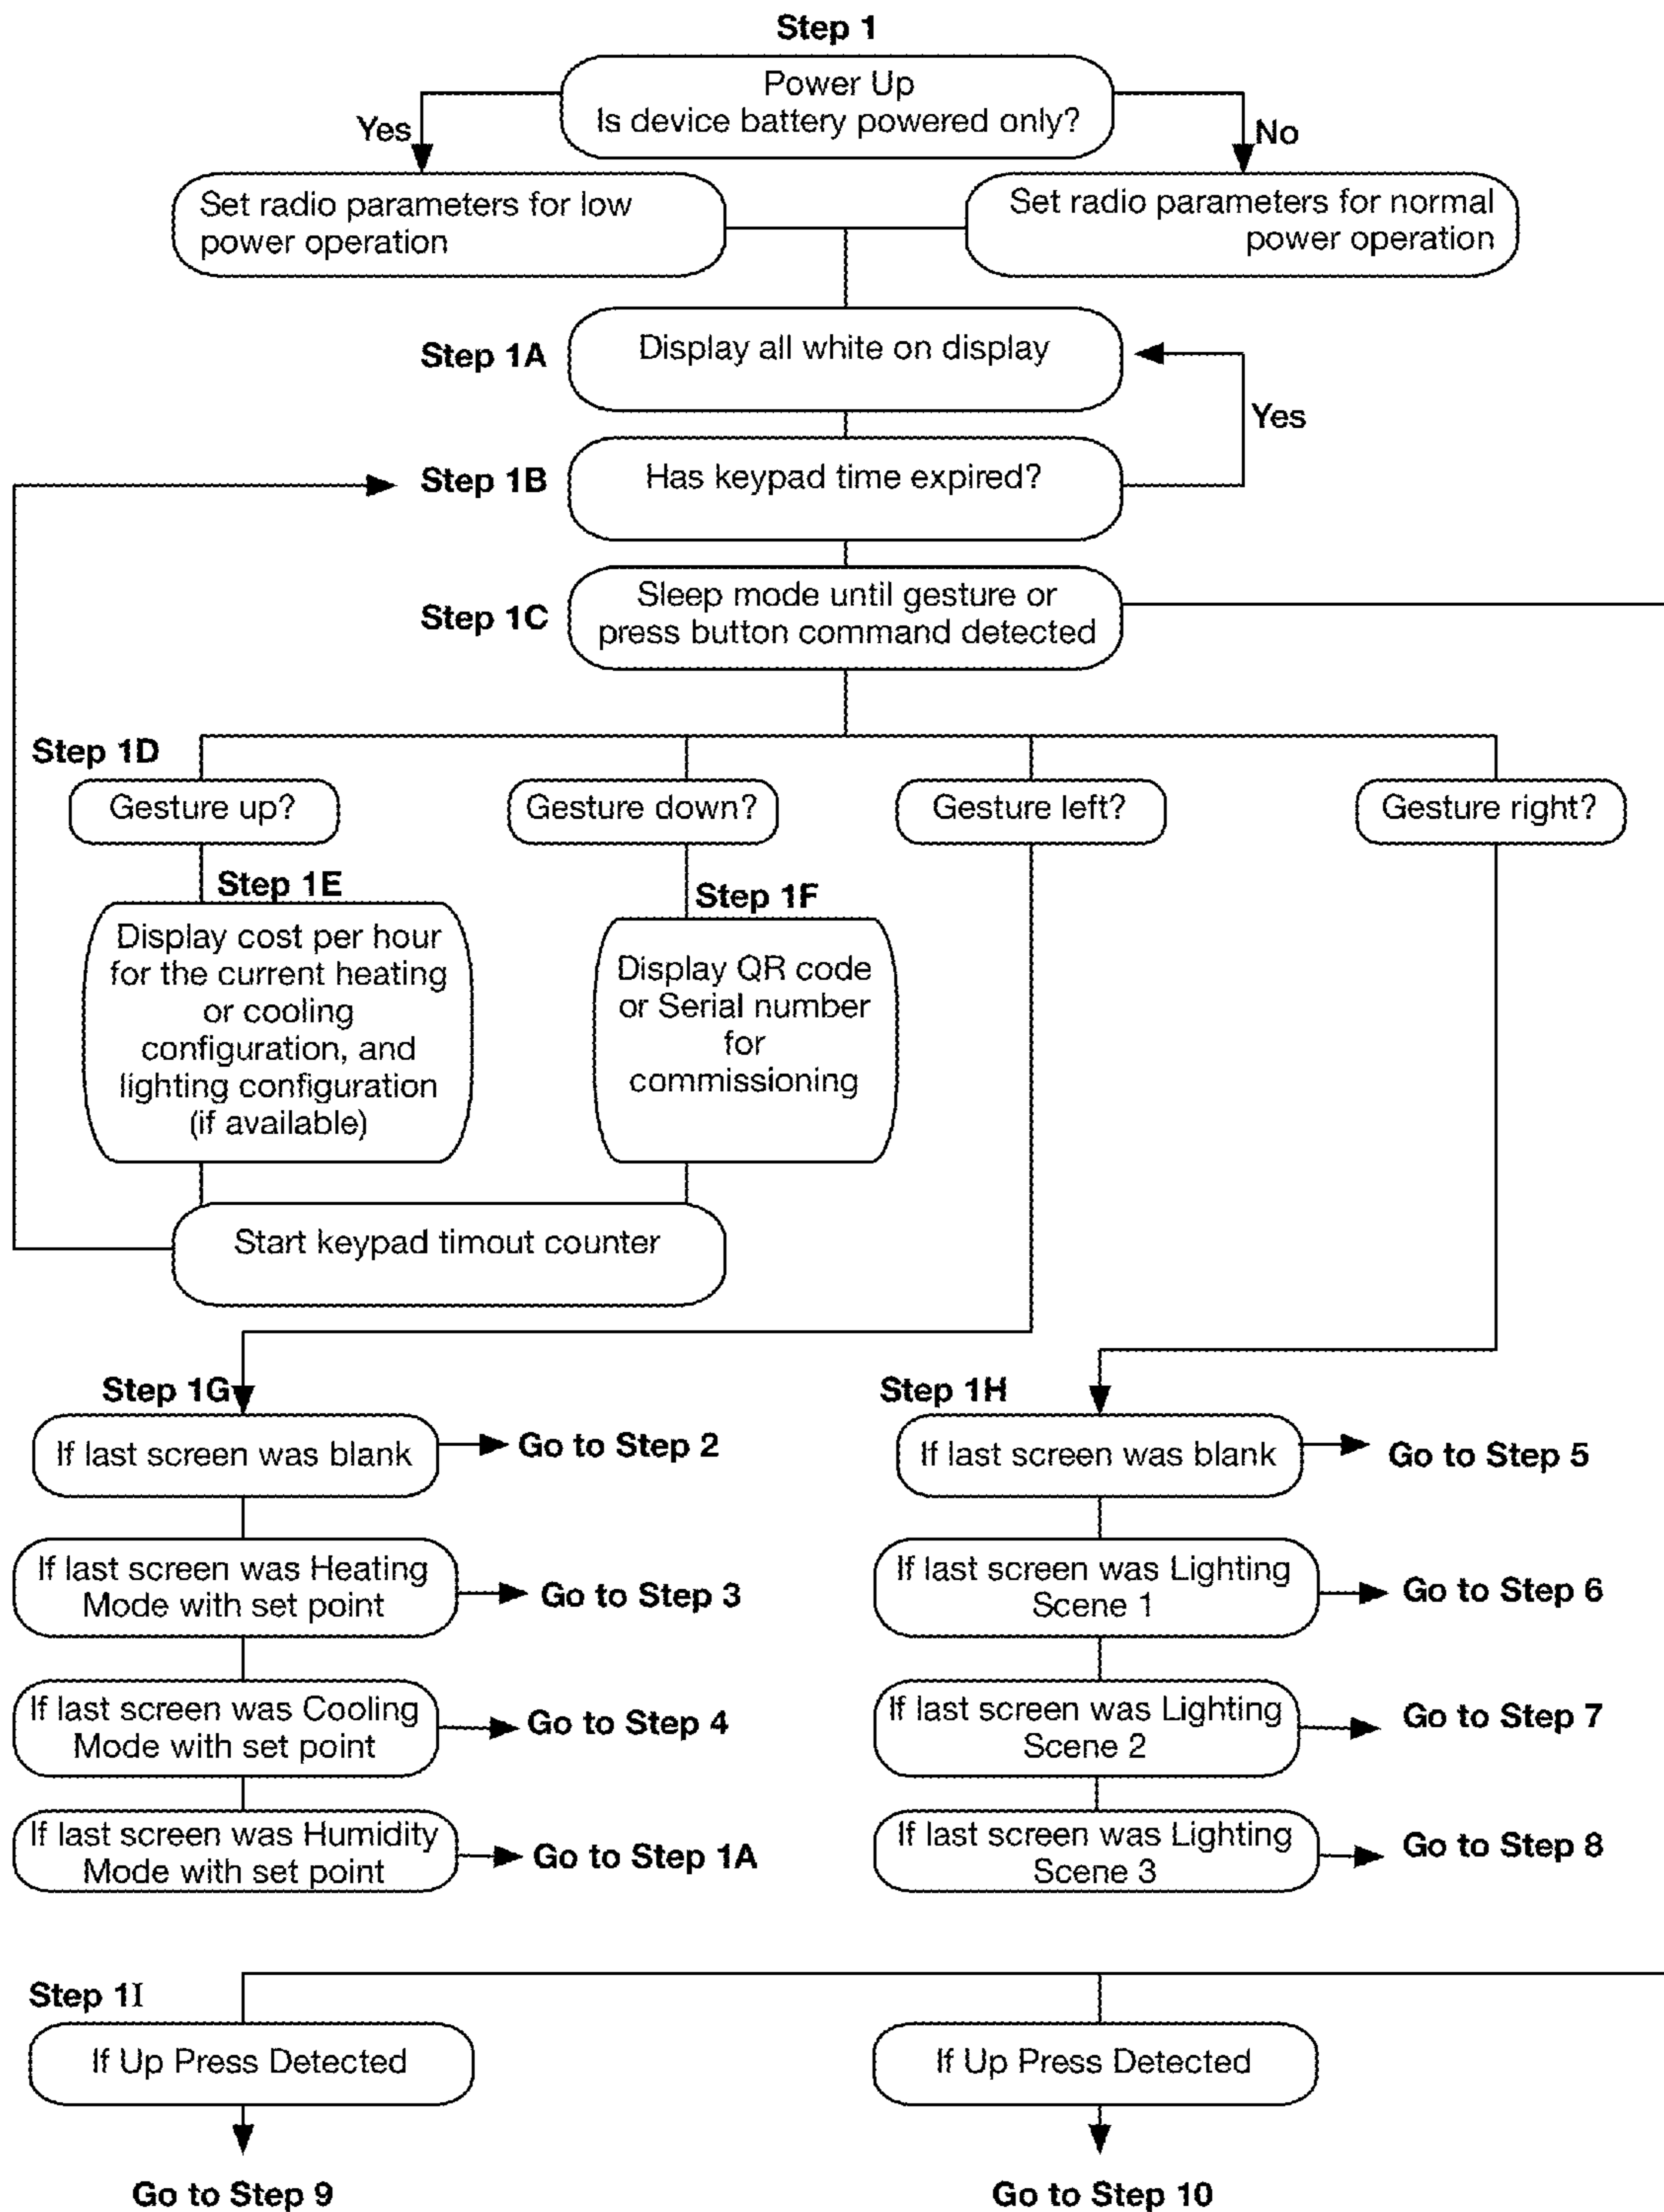 Step 1
Power Up
Is device battery powered only?
Yes
No
Set radio parameters for low
power operation
Set radio parameters for normal
power operation
Step 1A
Display all white on display
Yes
Step 1B
Has keypad time expired?
Step 1C
Sleep mode until gesture or
press button command detected
Step 1D
Gesture up?
Gesture down?
Gesture left?
Gesture right?
Step 1E
Display cost per hour
for the current heating
or cooling
configuration, and
lighting configuration
(if available)
Step 1F
Display QR code
or Serial number
for
commissioning
Start keypad timout counter
Step 1G
If last screen was blank
Go to Step 2
If last screen was Heating
Mode with set point
Go to Step 3
If last screen was Cooling
Mode with set point
Go to Step 4
If last screen was Humidity
Mode with set point
Go to Step 1A
Step 1H
If last screen was blank
Go to Step 5
If last screen was Lighting
Scene 1
Go to Step 6
If last screen was Lighting
Scene 2
Go to Step 7
If last screen was Lighting
Scene 3
Go to Step 8
Step 1I
If Up Press Detected
Go to Step 9
If Up Press Detected
Go to Step 10